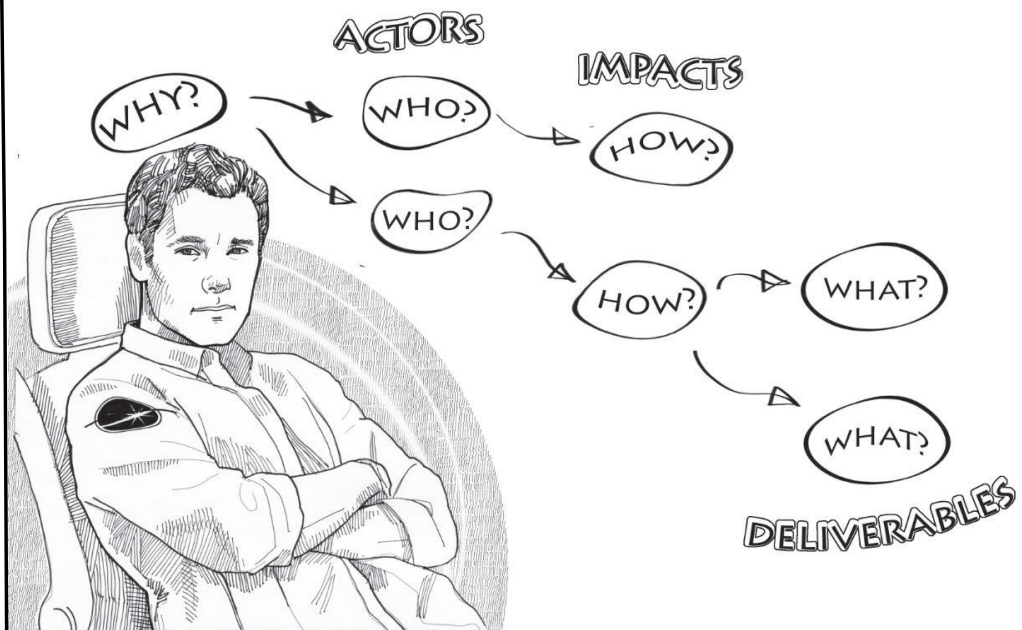 ACTORS
IMPACTS
WHY?
WHO?
HOW?
WHO?
HOW?
WHAT?
WHAT?
DELIVERABLES